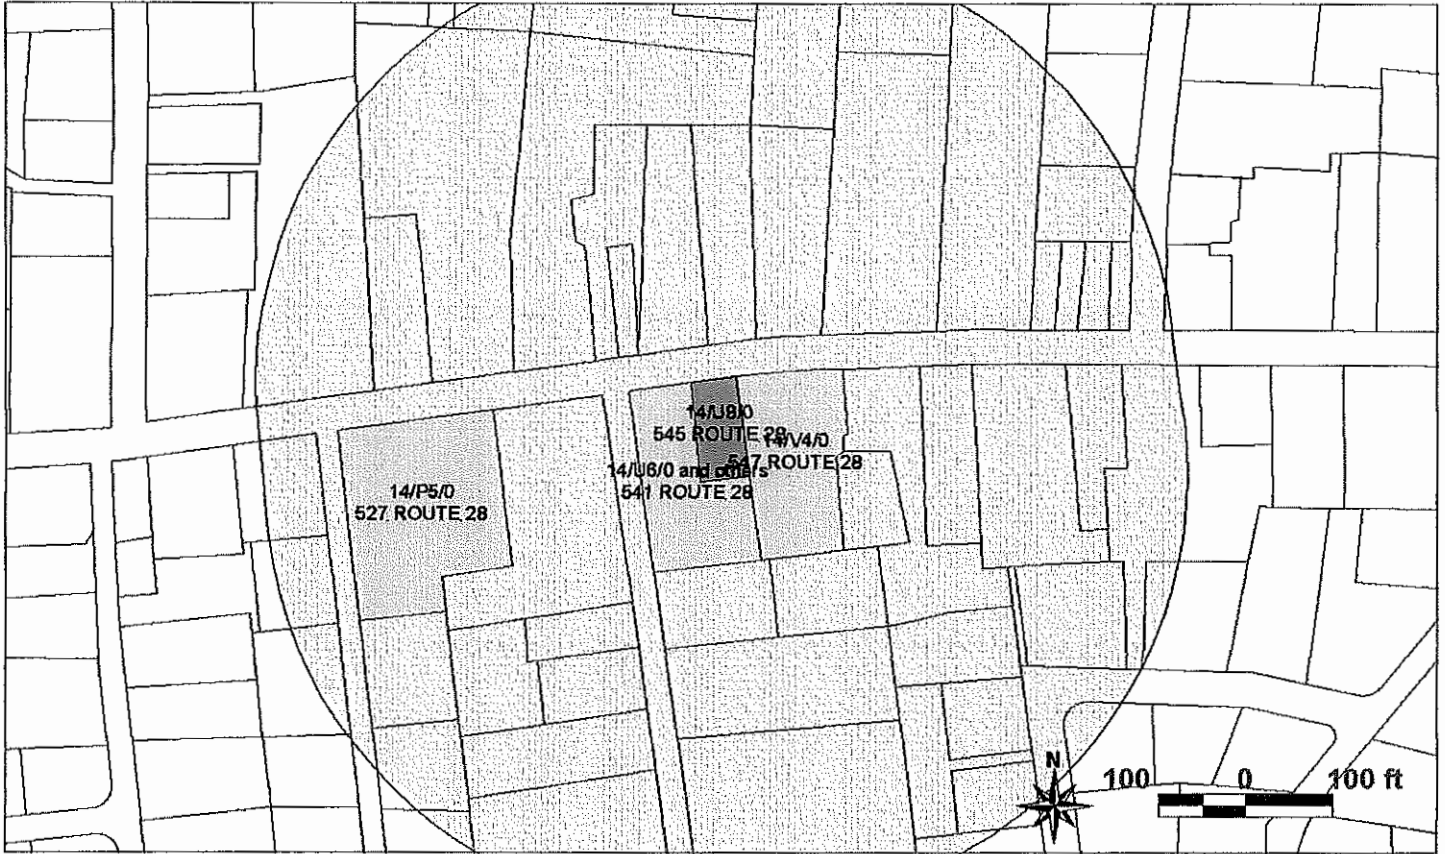 14/U8/0
545 ROUTE 28
14/V4/0
547 ROUTE 28
14/U6/0 and others
541 ROUTE 28
14/P5/0
527 ROUTE 28
N
100 0 100 ft